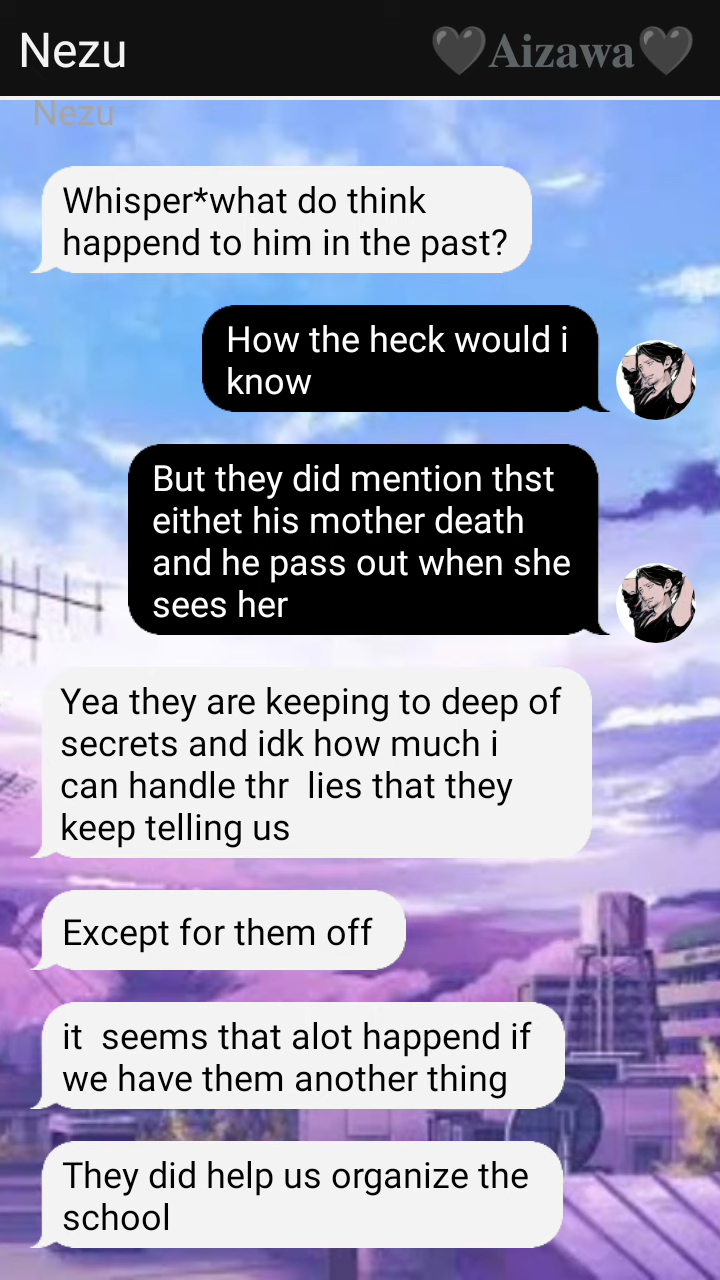 Nezu
🖤Aizawa🖤
Nezu
Whisper*what do think
happend to him in the past?
How the heck would i
know
But they did mention thst
eithet his mother death
and he pass out when she
sees her
Yea they are keeping to deep of
secrets and idk how much i
can handle thr  lies that they
keep telling us
Except for them off
it  seems that alot happend if
we have them another thing
They did help us organize the
school